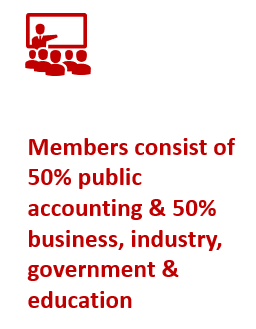 Members consist of
50% public
accounting & 50%
business, industry,
government &
education